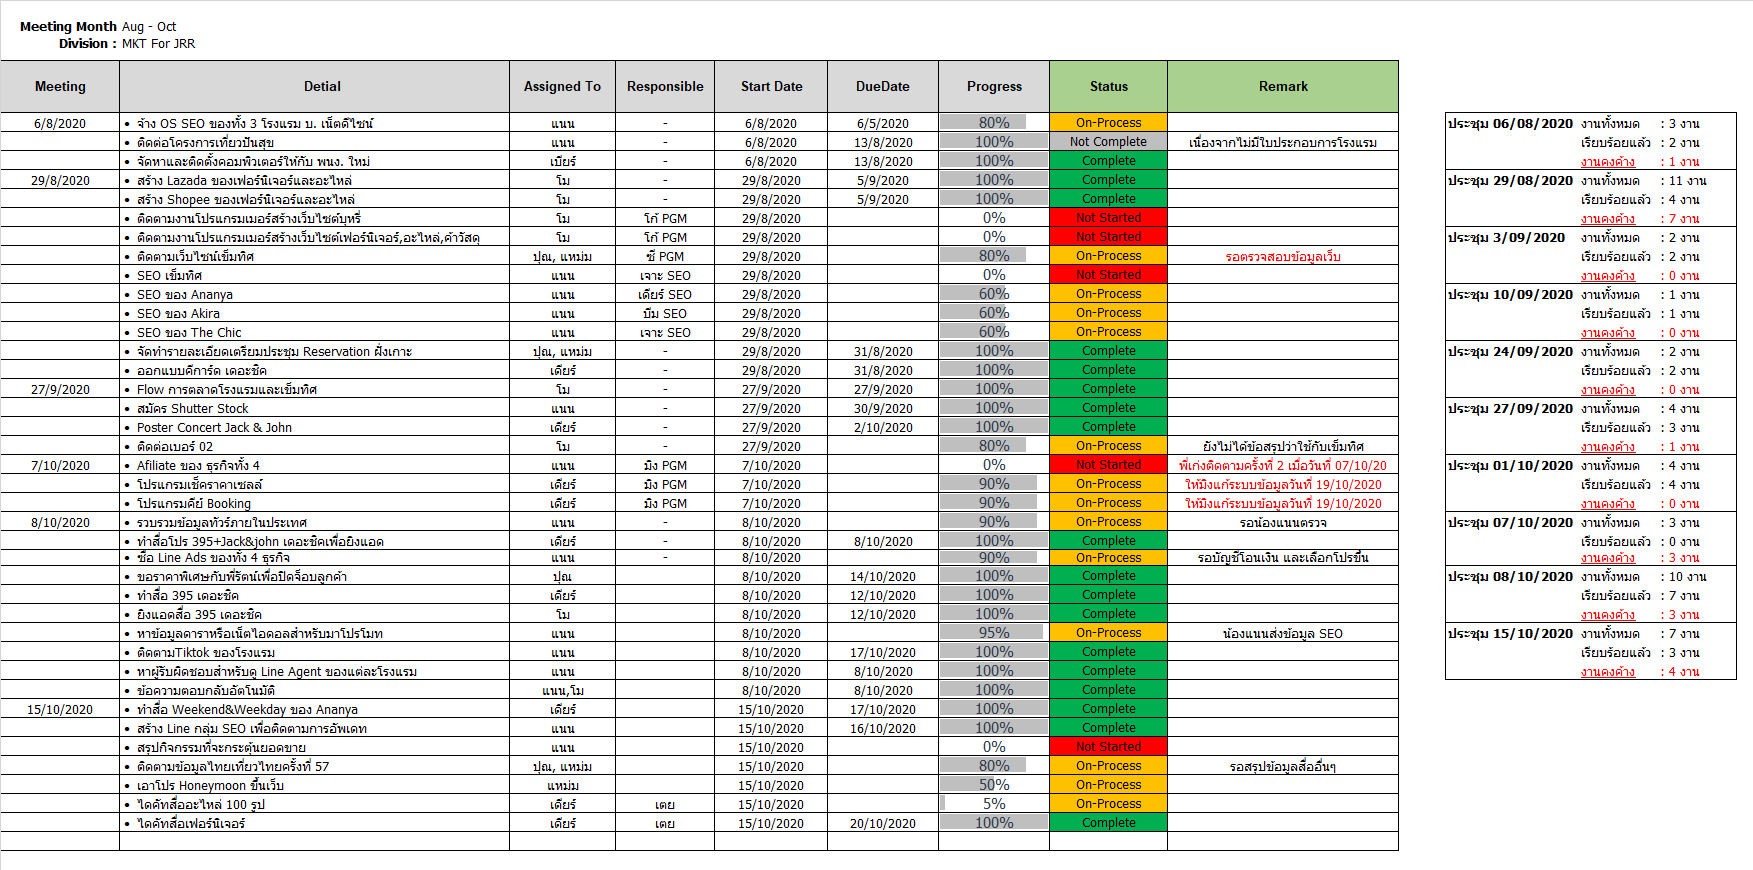 Meeting Month Aug - Oct
Division : MKT For JRR
Meeting Detial Assigned To Responsible Start Date DueDate Progress Status Remark
6/8/2020 • จ้าง OS SEO ของทั้ง 3 โรงแรม บ. เน็ตดีไซน์ แนน - 6/8/2020 6/5/2020 80% On-Process
• ติดต่อโครงการเที่ยวปันสุข แนน - 6/8/2020 13/8/2020 100% Not Complete เนื่องจากไม่มีใบประกอบการโรงแรม
• จัดหาและติดตั้งคอมพิวเตอร์ให้กับ พนง. ใหม่ เบียร์ - 6/8/2020 13/8/2020 100% Complete
29/8/2020 • สร้าง Lazada ของเฟอร์นิเจอร์และอะไหล่ โม - 29/8/2020 5/9/2020 100% Complete
• สร้าง Shopee ของเฟอร์นิเจอร์และอะไหล่ โม - 29/8/2020 5/9/2020 100% Complete
• ติดตามงานโปรแกรมเมอร์สร้างเว็บไซต์บุหรี่ โม โก้ PGM 29/8/2020 0% Not Started
• ติดตามงานโปรแกรมเมอร์สร้างเว็บไซต์เฟอร์นิเจอร์,อะไหล่,ค้าวัสดุ โม โก้ PGM 29/8/2020 0% Not Started
• ติดตามเว็บไซน์เข็มทิศ ปุณ, แหม่ม ซี PGM 29/8/2020 80% On-Process รอตรวจสอบข้อมูลเว็บ
• SEO เข็มทิศ แนน เจาะ SEO 29/8/2020 0% Not Started
• SEO ของ Ananya แนน เดียร์ SEO 29/8/2020 60% On-Process
• SEO ของ Akira แนน บีม SEO 29/8/2020 60% On-Process
• SEO ของ The Chic แนน เจาะ SEO 29/8/2020 60% On-Process
• จัดทำรายละเอียดเตรียมประชุม Reservation ฝั่งเกาะ ปุณ, แหม่ม - 29/8/2020 31/8/2020 100% Complete
• ออกแบบคีการ์ด เดอะชิค เดียร์ - 29/8/2020 31/8/2020 100% Complete
27/9/2020 • Flow การตลาดโรงแรมและเข็มทิศ โม - 27/9/2020 27/9/2020 100% Complete
• สมัคร Shutter Stock แนน - 27/9/2020 30/9/2020 100% Complete
• Poster Concert Jack & John เดียร์ - 27/9/2020 2/10/2020 100% Complete
• ติดต่อเบอร์ 02 โม - 27/9/2020 80% On-Process ยังไม่ได้ข้อสรุปว่าใช้กับเข็มทิศ
7/10/2020 • Afiliate ของ ธุรกิจทั้ง 4 แนน มิง PGM 7/10/2020 0% Not Started พี่เก่งติดตามครั้งที่ 2 เมื่อวันที่ 07/10/20
• โปรแกรมเช็คราคาเซลล์ เดียร์ มิง PGM 7/10/2020 90% On-Process ให้มิงแก้ระบบข้อมูลวันที่ 19/10/2020
• โปรแกรมคีย์ Booking เดียร์ มิง PGM 7/10/2020 90% On-Process ให้มิงแก้ระบบข้อมูลวันที่ 19/10/2020
8/10/2020 • รวบรวมข้อมูลทัวร์ภายในประเทศ แนน - 8/10/2020 90% On-Process รอน้องแนนตรวจ
• ทำสื่อโปร 395+Jack&john เดอะชิคเพื่อยิงแอด เดียร์ - 8/10/2020 8/10/2020 100% Complete
• ซื้อ Line Ads ของทั้ง 4 ธุรกิจ แนน - 8/10/2020 90% On-Process รอบัญชีโอนเงิน และเลือกโปรขึ้น
• ขอราคาพิเศษกับพี่รัตน์เพื่อปิดจ็อบลูกค้า ปุณ 8/10/2020 14/10/2020 100% Complete
• ทำสื่อ 395 เดอะชิค เดียร์ 8/10/2020 12/10/2020 100% Complete
• ยิงแอดสื่อ 395 เดอะชิค โม 8/10/2020 12/10/2020 100% Complete
• หาข้อมูลดาราหรือเน็ตไอดอลสำหรับมาโปรโมท แนน 8/10/2020 95% On-Process น้องแนนส่งข้อมูล SEO
• ติดตามTiktok ของโรงแรม แนน 8/10/2020 17/10/2020 100% Complete
• หาผู้รับผิดชอบสำหรับดู Line Agent ของแต่ละโรงแรม แนน 8/10/2020 8/10/2020 100% Complete
• ข้อความตอบกลับอัตโนมัติ แนน,โม 8/10/2020 8/10/2020 100% Complete
15/10/2020 • ทำสื่อ Weekend&Weekday ของ Ananya เดียร์ 15/10/2020 17/10/2020 100% Complete
• สร้าง Line กลุ่ม SEO เพื่อติดตามการอัพเดท แนน 15/10/2020 16/10/2020 100% Complete
• สรุปกิจกรรมที่จะกระตุ้นยอดขาย แนน 15/10/2020 0% Not Started
• ติดตามข้อมูลไทยเที่ยวไทยครั้งที่ 57 ปุณ, แหม่ม 15/10/2020 80% On-Process รอสรุปข้อมูลสื่ออื่นๆ
• เอาโปร Honeymoon ขึ้นเว็บ แหม่ม 15/10/2020 50% On-Process
• ไดคัทสื่ออะไหล่ 100 รูป เดียร์ เตย 15/10/2020 5% On-Process
• ไดคัทสื่อเฟอร์นิเจอร์ เดียร์ เตย 15/10/2020 20/10/2020 100% Complete
ประชุม 06/08/2020 งานทั้งหมด : 3 งาน
เรียบร้อยแล้ว : 2 งาน
งานคงค้าง : 1 งาน
ประชุม 29/08/2020 งานทั้งหมด : 11 งาน
เรียบร้อยแล้ว : 4 งาน
งานคงค้าง : 7 งาน
ประชุม 3/09/2020 งานทั้งหมด : 2 งาน
เรียบร้อยแล้ว : 2 งาน
งานคงค้าง : 0 งาน
ประชุม 10/09/2020 งานทั้งหมด : 1 งาน
เรียบร้อยแล้ว : 1 งาน
งานคงค้าง : 0 งาน
ประชุม 24/09/2020 งานทั้งหมด : 2 งาน
เรียบร้อยแล้ว : 2 งาน
งานคงค้าง : 0 งาน
ประชุม 27/09/2020 งานทั้งหมด : 4 งาน
เรียบร้อยแล้ว : 3 งาน
งานคงค้าง : 1 งาน
ประชุม 01/10/2020 งานทั้งหมด : 4 งาน
เรียบร้อยแล้ว : 4 งาน
งานคงค้าง : 0 งาน
ประชุม 07/10/2020 งานทั้งหมด : 3 งาน
เรียบร้อยแล้ว : 0 งาน
งานคงค้าง : 3 งาน
ประชุม 08/10/2020 งานทั้งหมด : 10 งาน
เรียบร้อยแล้ว : 7 งาน
งานคงค้าง : 3 งาน
ประชุม 15/10/2020 งานทั้งหมด : 7 งาน
เรียบร้อยแล้ว : 3 งาน
งานคงค้าง : 4 งาน